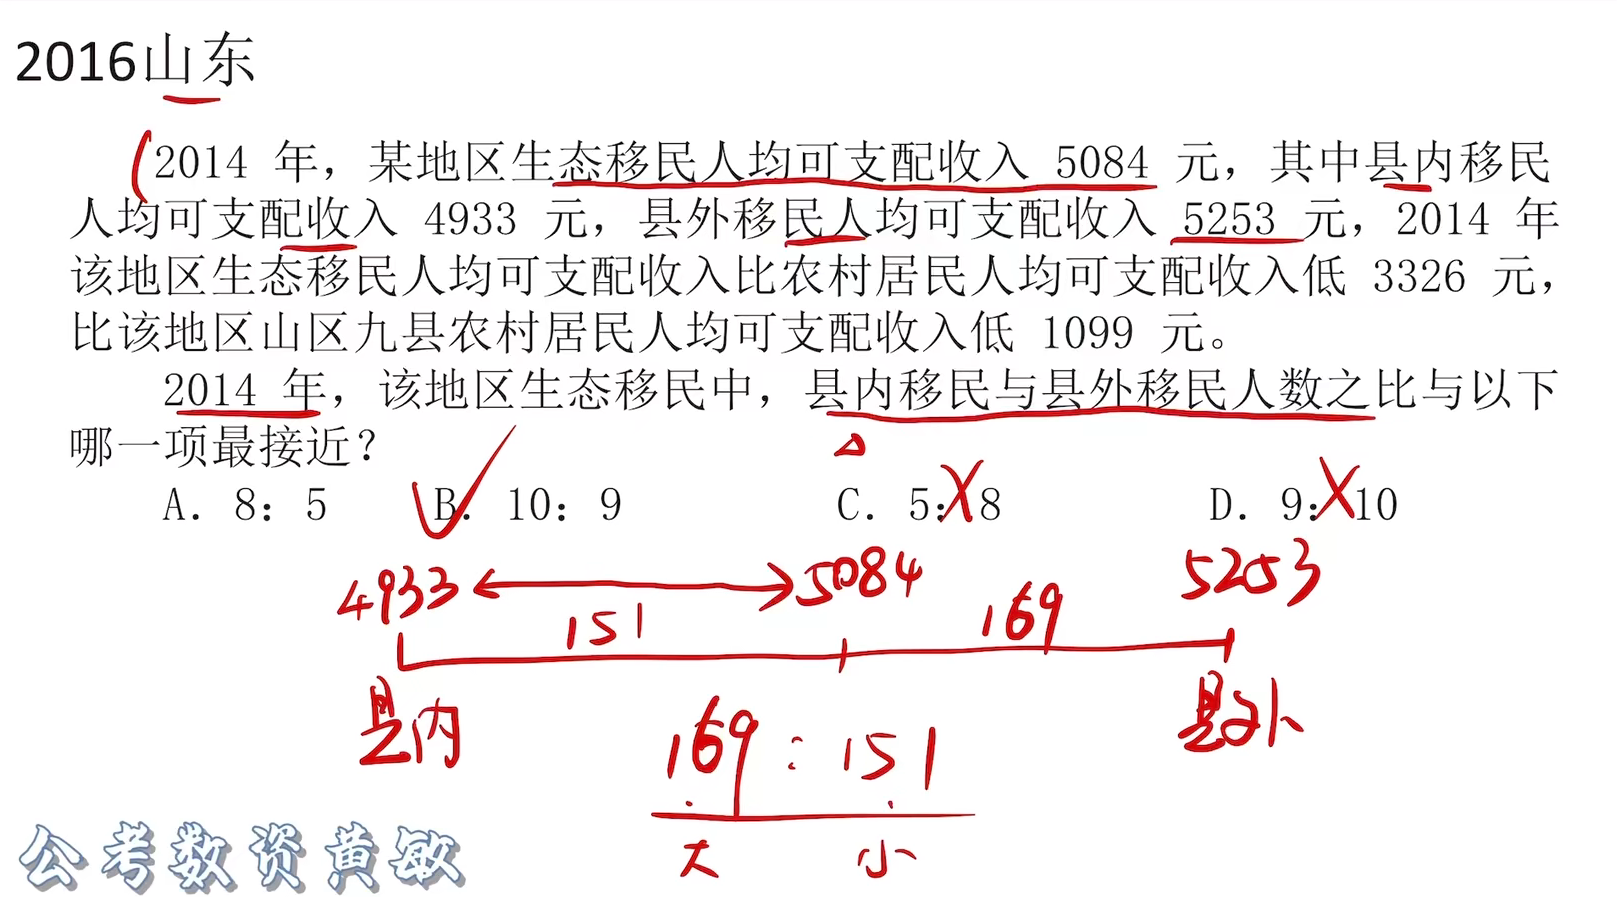 2016山东
2014 年，某地区生态移民人均可支配收入 5084 元，其中县内移民
人均可支配收入 4933 元，县外移民人均可支配收入 5253 元，2014 年
该地区生态移民人均可支配收入比农村居民人均可支配收入低 3326 元，
比该地区山区九县农村居民人均可支配收入低 1099 元。
2014 年，该地区生态移民中，县内移民与县外移民人数之比与以下
哪一项最接近？
A. 8：5 B. 10：9 C. 5：8 D. 9：10
4933 5084 5253
151 169
县内 县外
169 : 151
大 小
公考数资黄敏